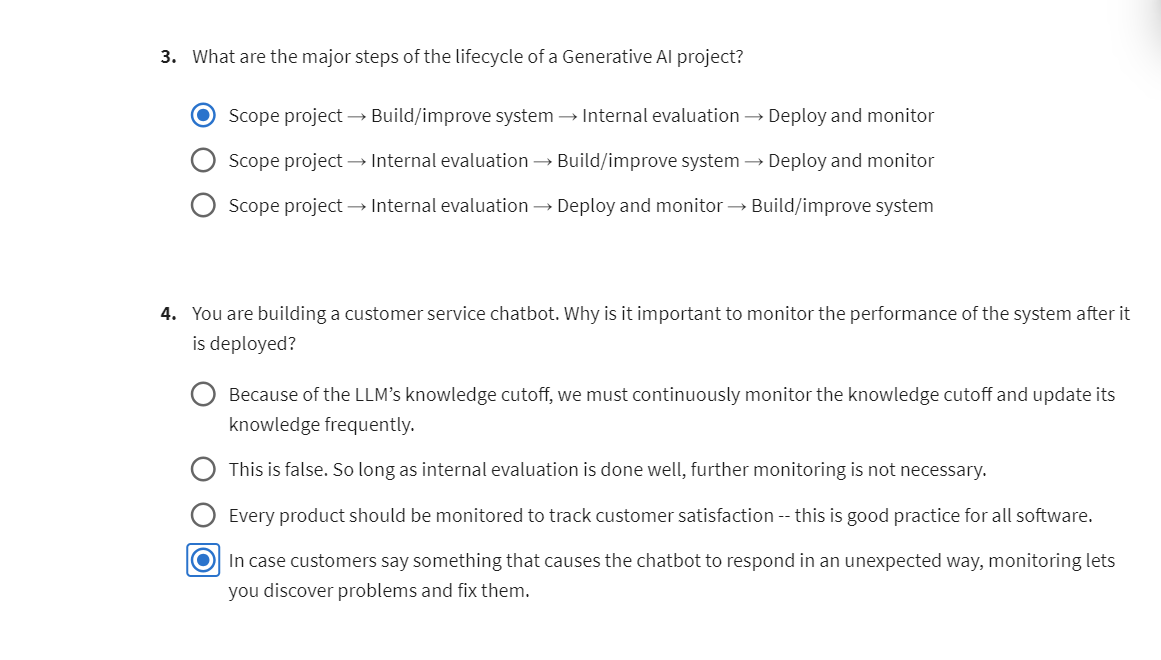 3. What are the major steps of the lifecycle of a Generative AI project?
Scope project → Build/improve system → Internal evaluation → Deploy and monitor
Scope project → Internal evaluation → Build/improve system → Deploy and monitor
Scope project → Internal evaluation → Deploy and monitor → Build/improve system
4. You are building a customer service chatbot. Why is it important to monitor the performance of the system after it
is deployed?
Because of the LLM’s knowledge cutoff, we must continuously monitor the knowledge cutoff and update its
knowledge frequently.
This is false. So long as internal evaluation is done well, further monitoring is not necessary.
Every product should be monitored to track customer satisfaction -- this is good practice for all software.
In case customers say something that causes the chatbot to respond in an unexpected way, monitoring lets
you discover problems and fix them.